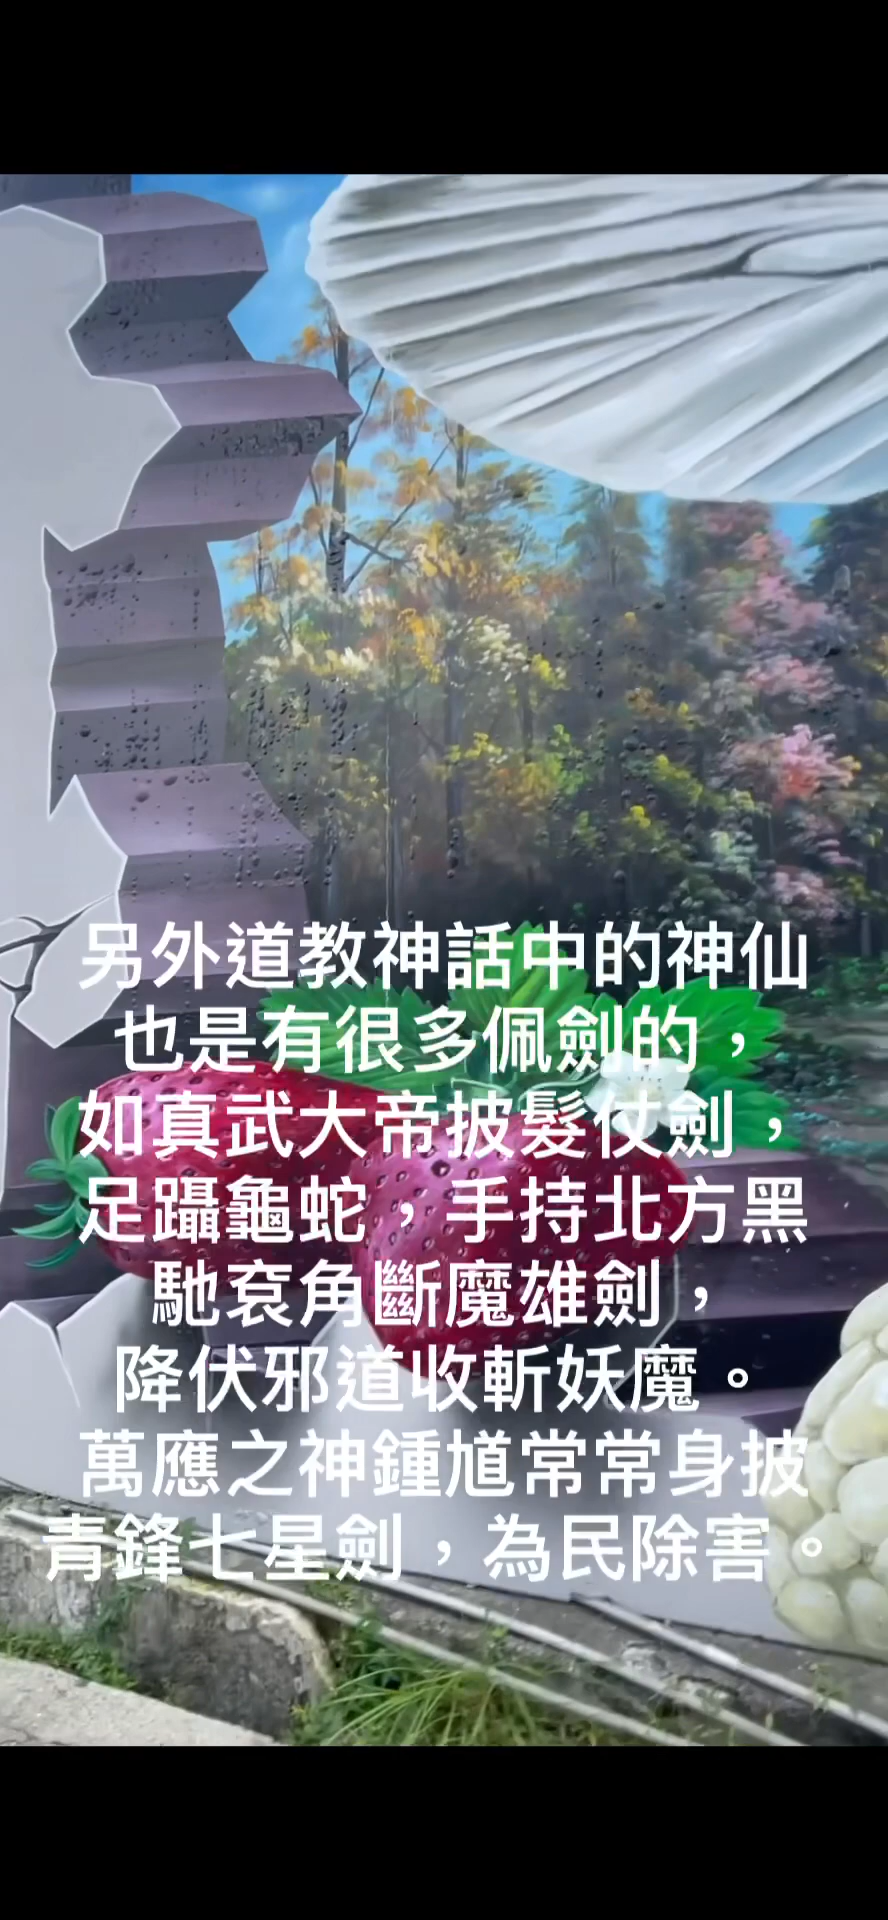 另外道教神話中的神仙
也是有很多佩劍的，
如真武大帝披髮仗劍，
足躡龜蛇，手持北方黑
馳袞角斷魔雄劍，
降伏邪道收斬妖魔。
萬應之神鍾馗常常身披
青鋒七星劍，為民除害。